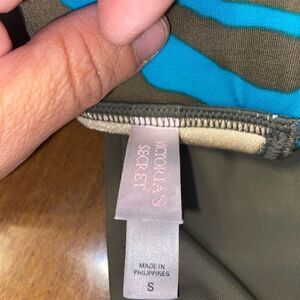 VICTORIA'S
SECRET
MADE IN
PHILIPPINES
S